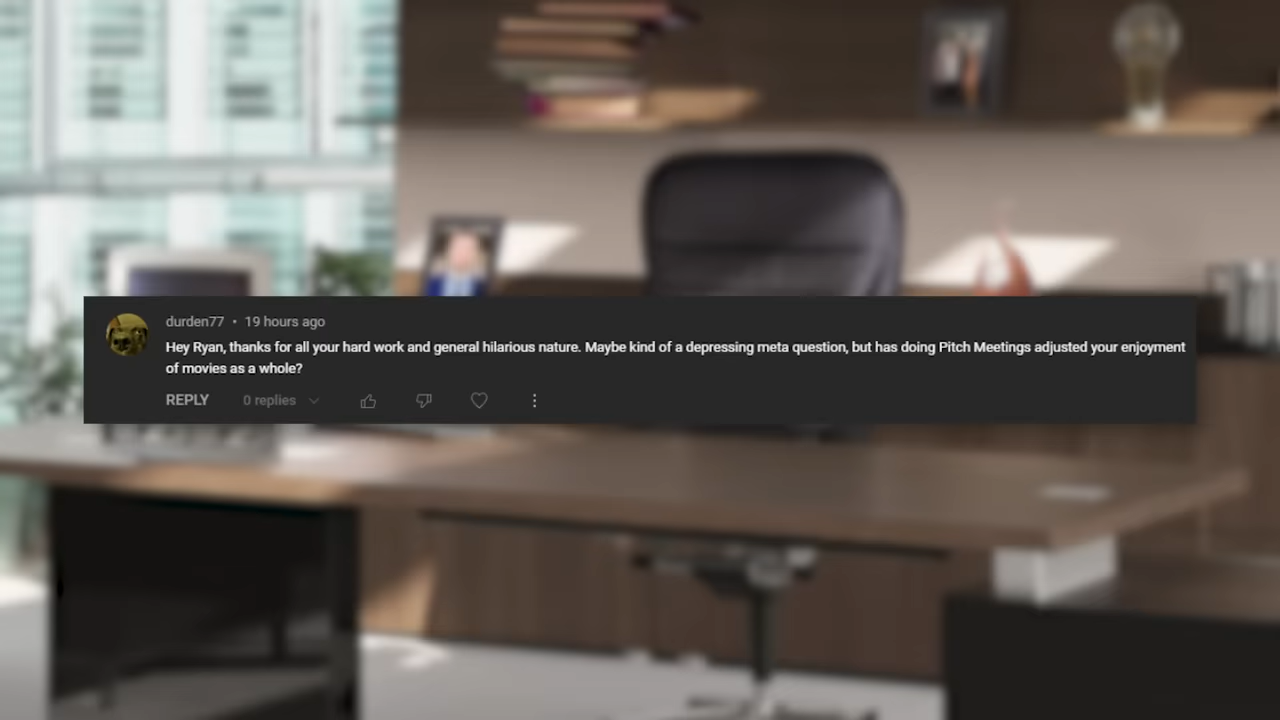 durden77 • 19 hours ago
Hey Ryan, thanks for all your hard work and general hilarious nature. Maybe kind of a depressing meta question, but has doing Pitch Meetings adjusted your enjoyment
of movies as a whole?
REPLY 0 replies